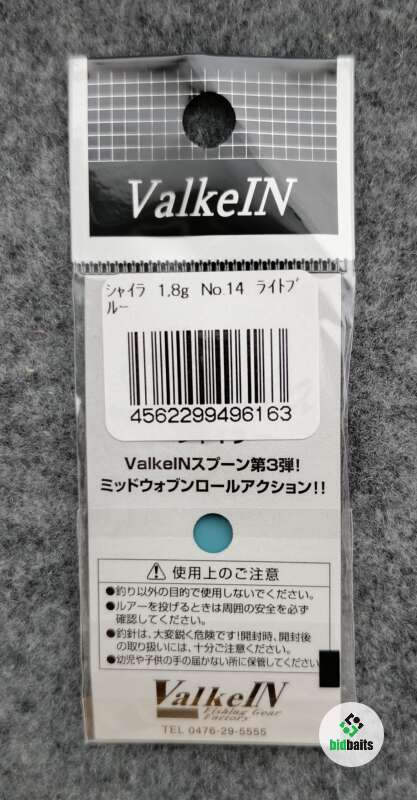 ValkeIN
シャイラ 1.8g No.14 ライトブ
ルー
4562299496163
ValkeINスプーン第3弾!
ミッドウォブンロールアクション!!
使用上のご注意
●釣り以外の目的で使用しないでください。
●ルアーを投げるときは周囲の安全を必ず
確認してください。
●釣針は、大変鋭く危険です!開封時、開封後
の取り扱いには、十分ご注意ください。
●幼児や子供の手の届かない所に保管してください
ValkeIN
Fishing Gear
Factory
TEL 0476-29-5555
bidbaits